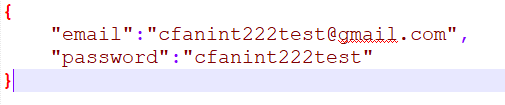 {
"email":"cfanint222test@gmail.com",
"password":"cfanint222test"
}